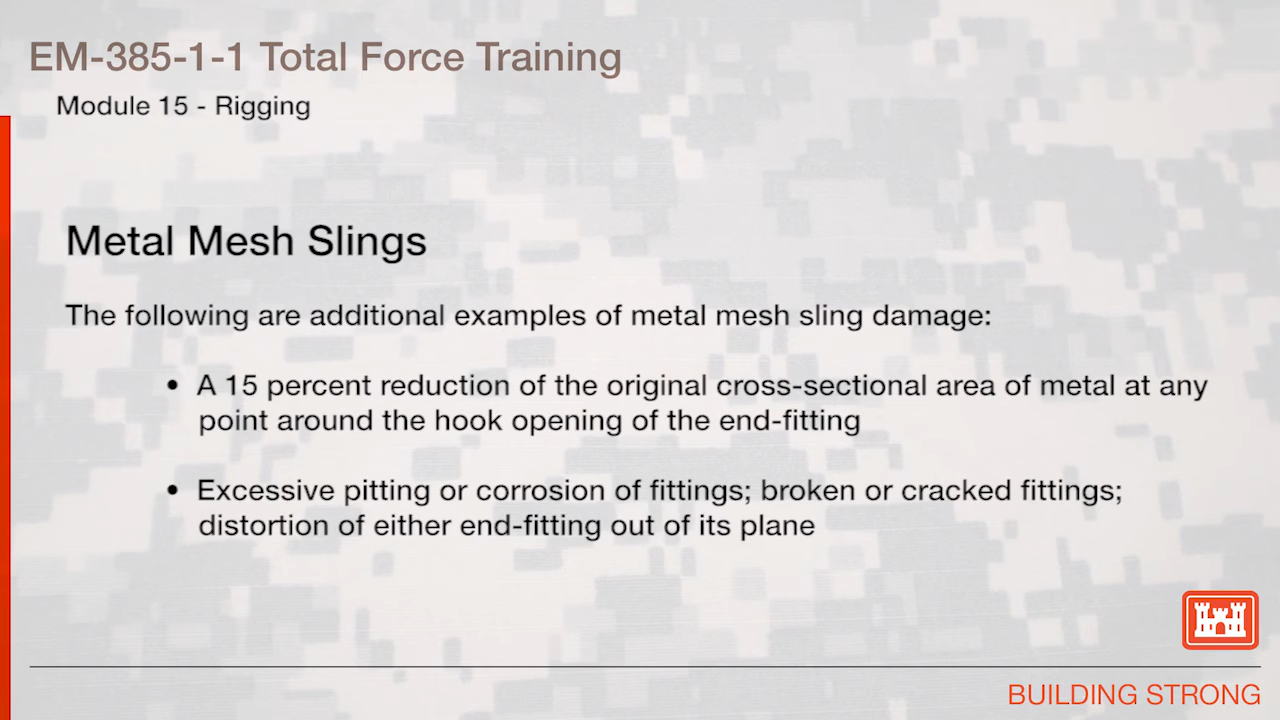 EM-385-1-1 Total Force Training
Module 15 - Rigging
Metal Mesh Slings
The following are additional examples of metal mesh sling damage:
• A 15 percent reduction of the original cross-sectional area of metal at any
point around the hook opening of the end-fitting
• Excessive pitting or corrosion of fittings; broken or cracked fittings;
distortion of either end-fitting out of its plane
BUILDING STRONG